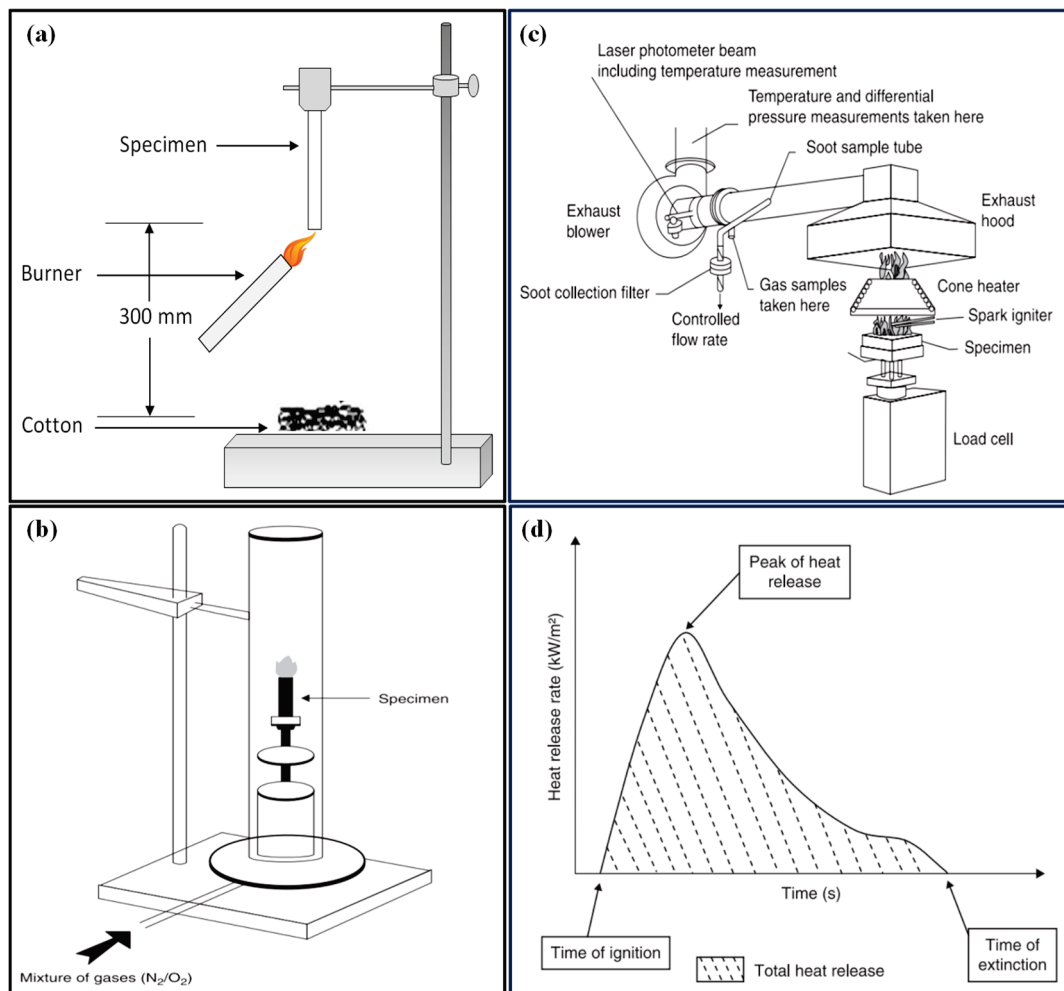 (a)
Specimen
Burner
300 mm
Cotton
(c)
Laser photometer beam
including temperature measurement
Temperature and differential
pressure measurements taken here
Soot sample tube
Exhaust
blower
Exhaust
hood
Soot collection filter
Gas samples
taken here
Controlled
flow rate
Cone heater
Spark igniter
Specimen
Load cell
(b)
Specimen
Mixture of gases (N₂/O₂)
(d)
Peak of heat
release
Heat release rate (kW/m²)
Time (s)
Time of ignition
Time of
extinction
Total heat release